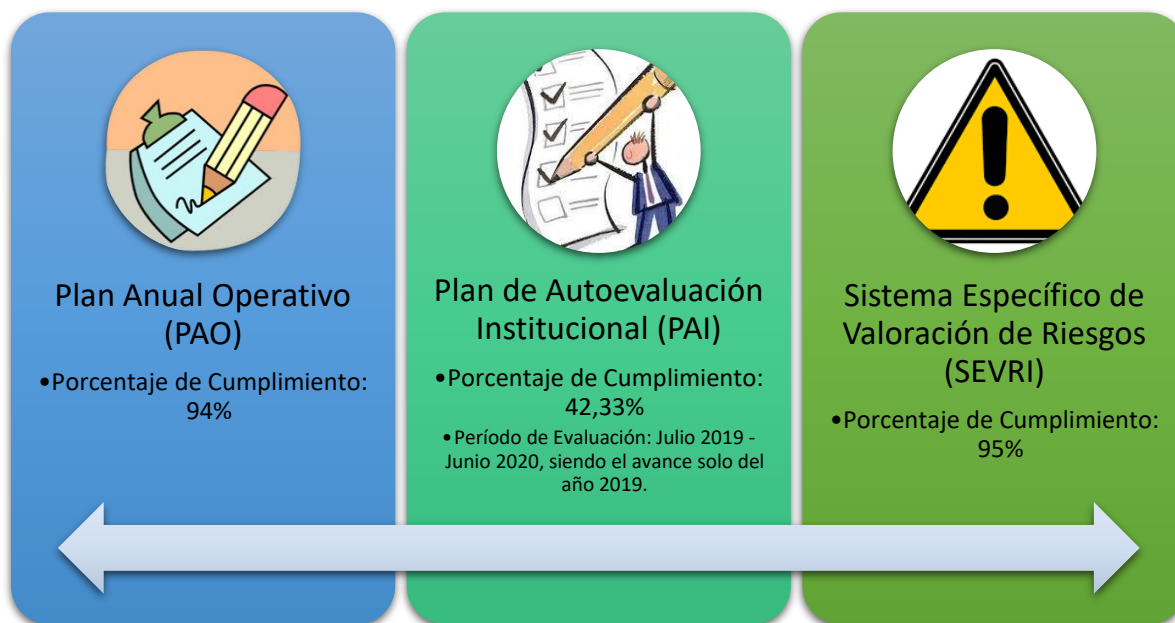 Plan Anual Operativo
(PAO)
•Porcentaje de Cumplimiento:
94%
Plan de Autoevaluación
Institucional (PAI)
•Porcentaje de Cumplimiento:
42,33%
•Período de Evaluación: Julio 2019 -
Junio 2020, siendo el avance solo del
año 2019.
Sistema Específico de
Valoración de Riesgos
(SEVRI)
•Porcentaje de Cumplimiento:
95%